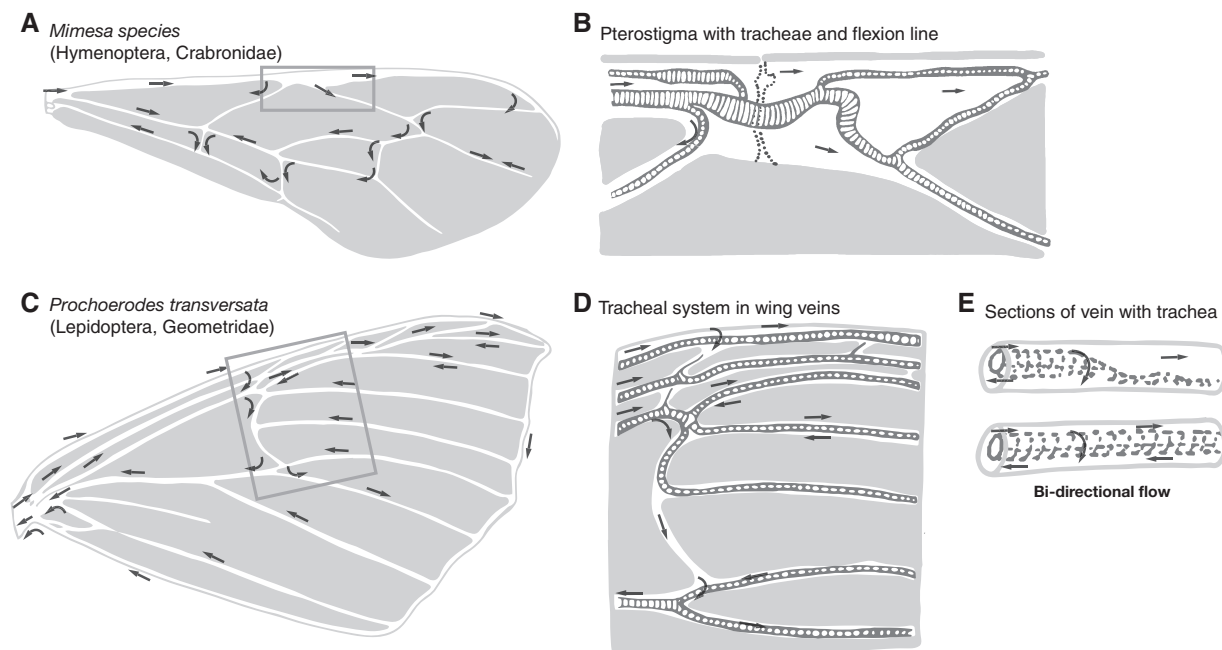 A Mimesa species
(Hymenoptera, Crabronidae)
B Pterostigma with tracheae and flexion line
C Prochoerodes transversata
(Lepidoptera, Geometridae)
D Tracheal system in wing veins
E Sections of vein with trachea
Bi-directional flow